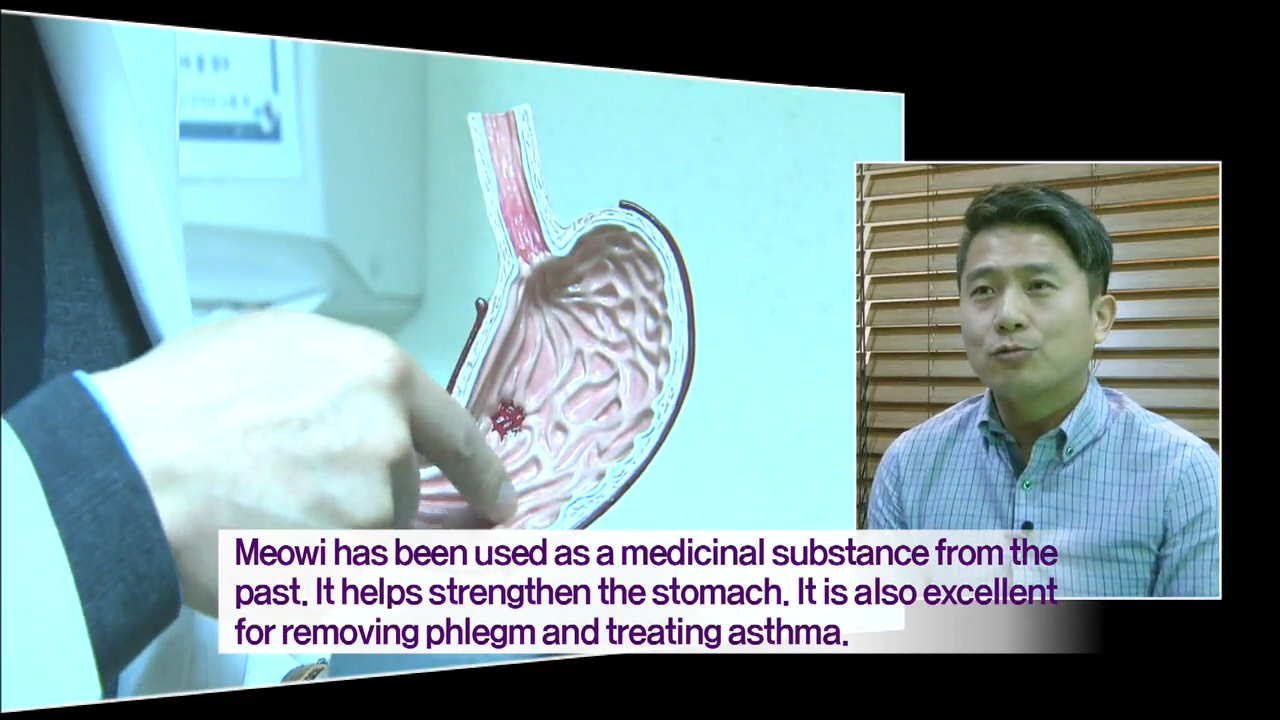 Meowi has been used as a medicinal substance from the
past. It helps strengthen the stomach. It is also excellent
for removing phlegm and treating asthma.